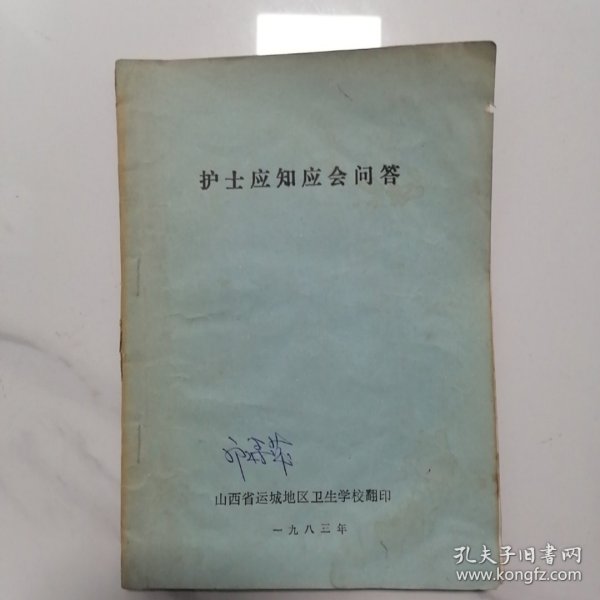 护士应知应会问答
山西省运城地区卫生学校翻印
一九八三年
孔夫子旧书网
www.kongfz.com